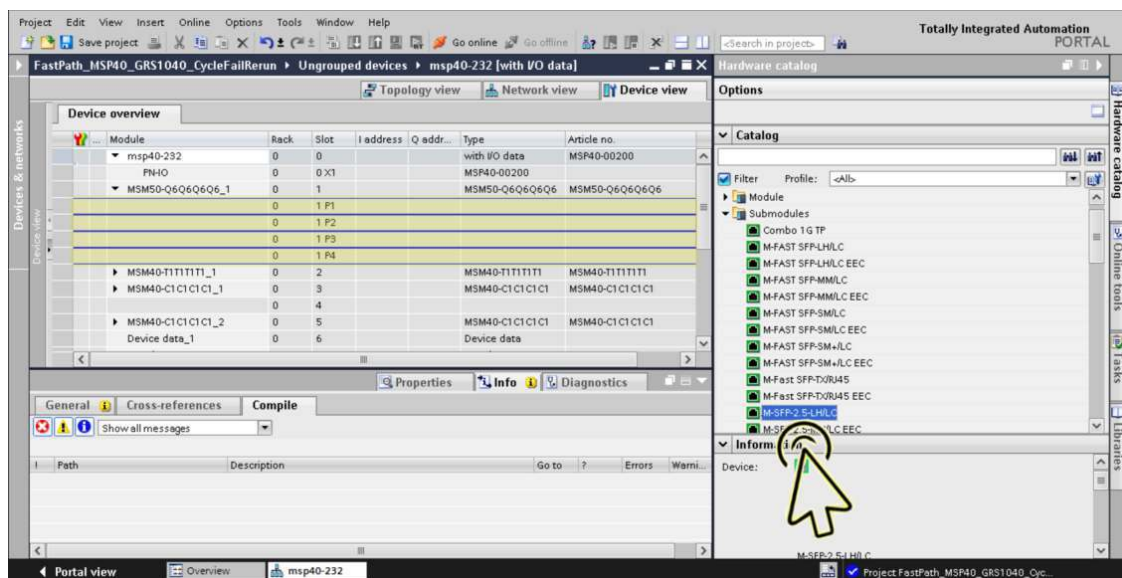 Project Edit View Insert Online Options Tools Window Help
Totally Integrated Automation
PORTAL
Save project Go online Go offline <Search in project>
FastPath_MSP40_GRS1040_CycleFailRerun Ungrouped devices msp40-232 [with I/O data]
Hardware catalog
Topology view Network view Device view
Options
Device overview
... Module Rack Slot I address Q addr... Type Article no.
msp40-232 0 0 with I/O data MSP40-00200
PN-IO 0 0 X1 MSP40-00200
MSM50-Q6Q6Q6Q6_1 0 1 MSM50-Q6Q6Q6Q6 MSM50-Q6Q6Q6Q6
0 1 P1
0 1 P2
0 1 P3
0 1 P4
MSM40-T1T1T1T1_1 0 2 MSM40-T1T1T1T1 MSM40-T1T1T1T1
MSM40-C1C1C1C1_1 0 3 MSM40-C1C1C1C1 MSM40-C1C1C1C1
0 4
MSM40-C1C1C1C1_2 0 5 MSM40-C1C1C1C1 MSM40-C1C1C1C1
Device data_1 0 6 Device data
Catalog
Filter Profile: <All>
Module
Submodules
Combo 1G TP
M-FAST SFP-LH/LC
M-FAST SFP-LH/LC EEC
M-FAST SFP-MM/LC
M-FAST SFP-MM/LC EEC
M-FAST SFP-SM/LC
M-FAST SFP-SM/LC EEC
M-FAST SFP-SM+/LC
M-FAST SFP-SM+/LC EEC
M-Fast SFP-TX/RJ45
M-Fast SFP-TX/RJ45 EEC
M-SFP-2.5-LH/LC
Device:
M-SFP-2.5-LH/LC
Properties Info Diagnostics
General Cross-references Compile
Show all messages
! Path Description Go to ? Errors Warni...
Devices & networks
Device view
Hardware catalog
Online tools
Tasks
Libraries
Portal view Overview msp40-232 Project FastPath_MSP40_GRS1040_Cyc...